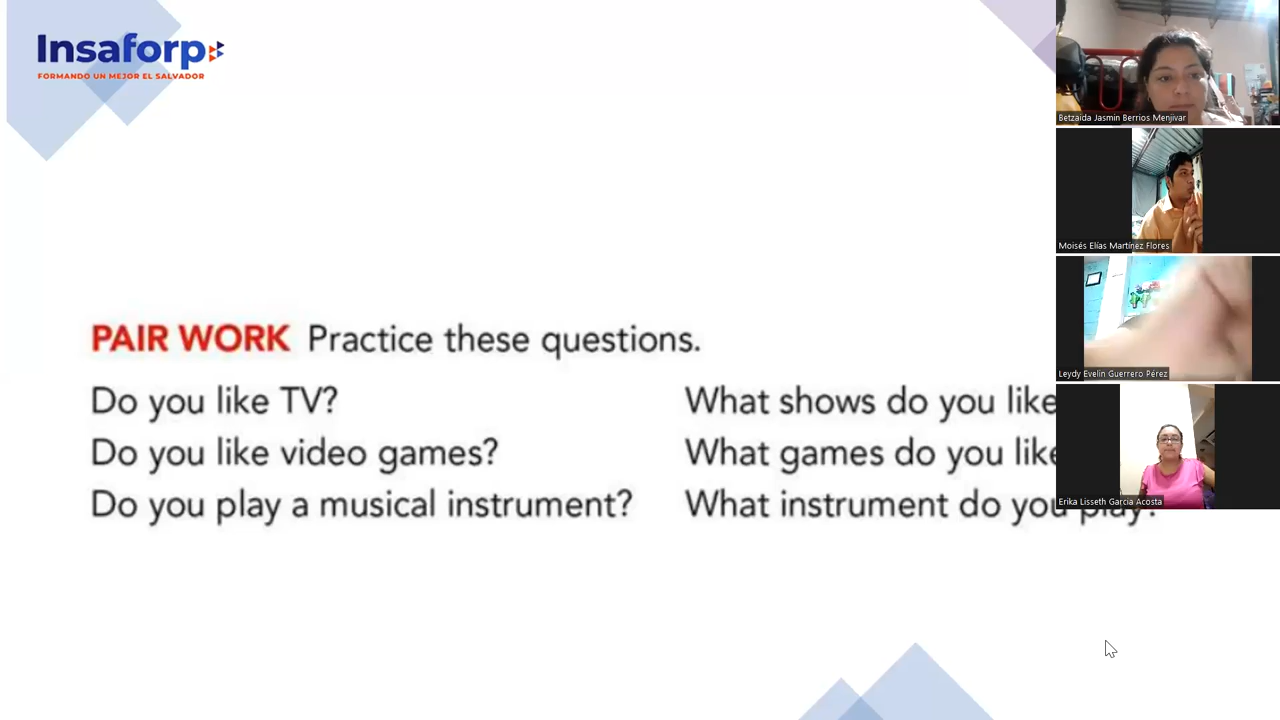 Insaforp
FORMANDO UN MEJOR EL SALVADOR
PAIR WORK Practice these questions.
Do you like TV?
What shows do you like
Do you like video games?
What games do you like
Do you play a musical instrument?
What instrument do you play?
Betzaida Jasmin Berrios Menjivar
Moisés Elías Martínez Flores
Leydy Evelin Guerrero Pérez
Erika Lisseth Garcia Acosta